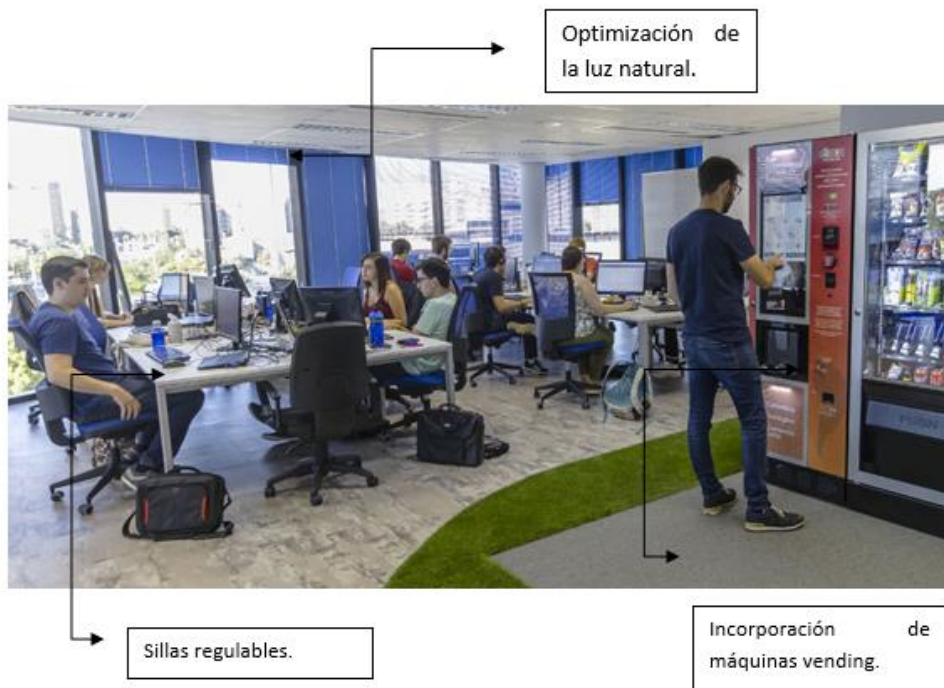 Optimización de
la luz natural.
Sillas regulables.
Incorporación de
máquinas vending.